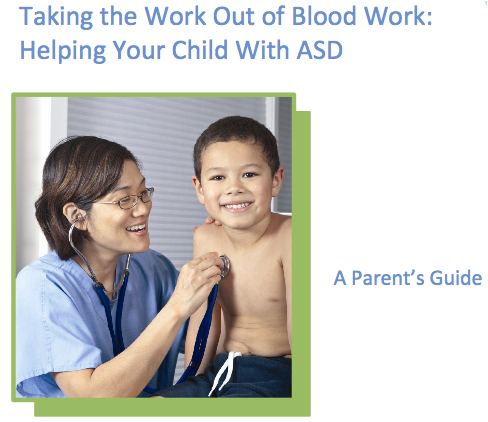 Taking the Work Out of Blood Work:
Helping Your Child With ASD
A Parent's Guide